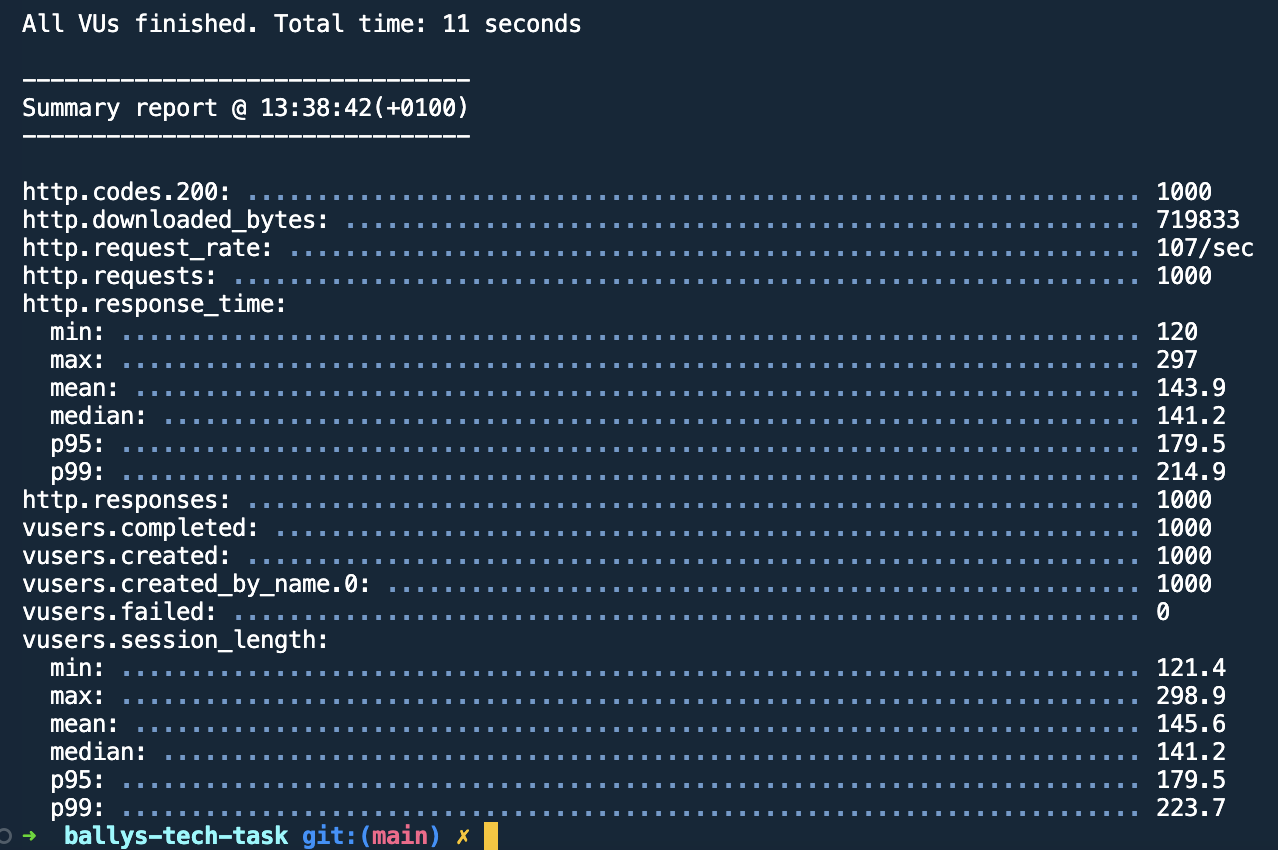 All VUs finished. Total time: 11 seconds
--------------------------------
Summary report @ 13:38:42(+0100)
--------------------------------
http.codes.200: ................................................................ 1000
http.downloaded_bytes: ......................................................... 719833
http.request_rate: ............................................................. 107/sec
http.requests: ................................................................. 1000
http.response_time:
  min: ......................................................................... 120
  max: ......................................................................... 297
  mean: ........................................................................ 143.9
  median: ...................................................................... 141.2
  p95: ......................................................................... 179.5
  p99: ......................................................................... 214.9
http.responses: ................................................................ 1000
vusers.completed: .............................................................. 1000
vusers.created: ................................................................ 1000
vusers.created_by_name.0: ...................................................... 1000
vusers.failed: ................................................................. 0
vusers.session_length:
  min: ......................................................................... 121.4
  max: ......................................................................... 298.9
  mean: ........................................................................ 145.6
  median: ...................................................................... 141.2
  p95: ......................................................................... 179.5
  p99: ......................................................................... 223.7
○ ➜  ballys-tech-task git:(main) ✗